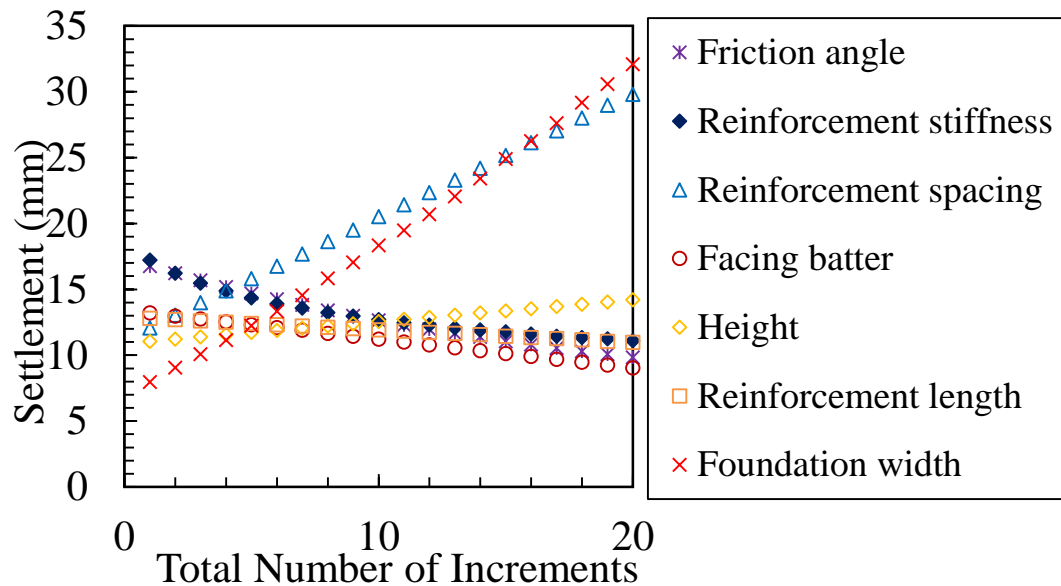 35
30
25
20
15
10
5
0
Settlement (mm)
0
10
20
Total Number of Increments
Friction angle
Reinforcement stiffness
Reinforcement spacing
Facing batter
Height
Reinforcement length
Foundation width